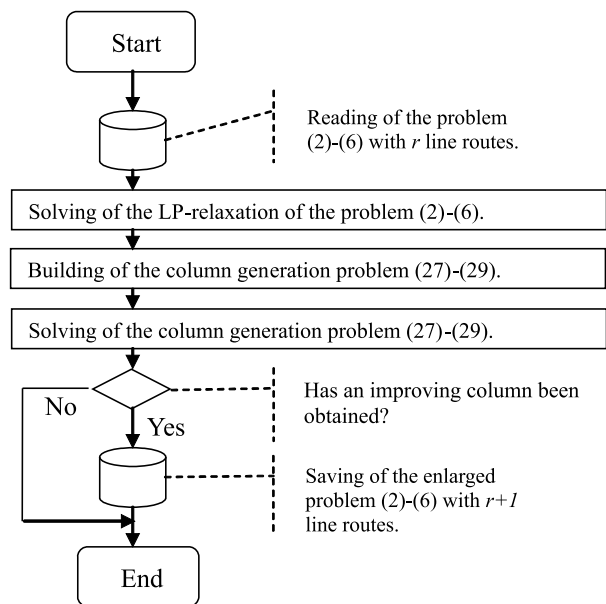 Start
Reading of the problem
(2)-(6) with r line routes.
Solving of the LP-relaxation of the problem (2)-(6).
Building of the column generation problem (27)-(29).
Solving of the column generation problem (27)-(29).
Has an improving column been
obtained?
No
Yes
Saving of the enlarged
problem (2)-(6) with r+1
line routes.
End